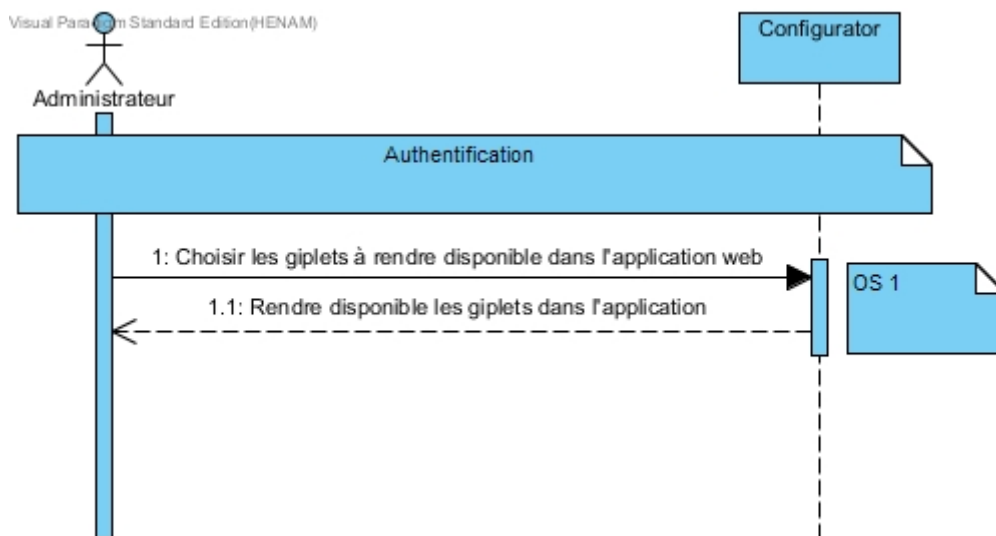 Visual Paradigm Standard Edition(HENAM)
Configurator
Administrateur
Authentification
1: Choisir les giplets à rendre disponible dans l'application web
OS 1
1.1: Rendre disponible les giplets dans l'application